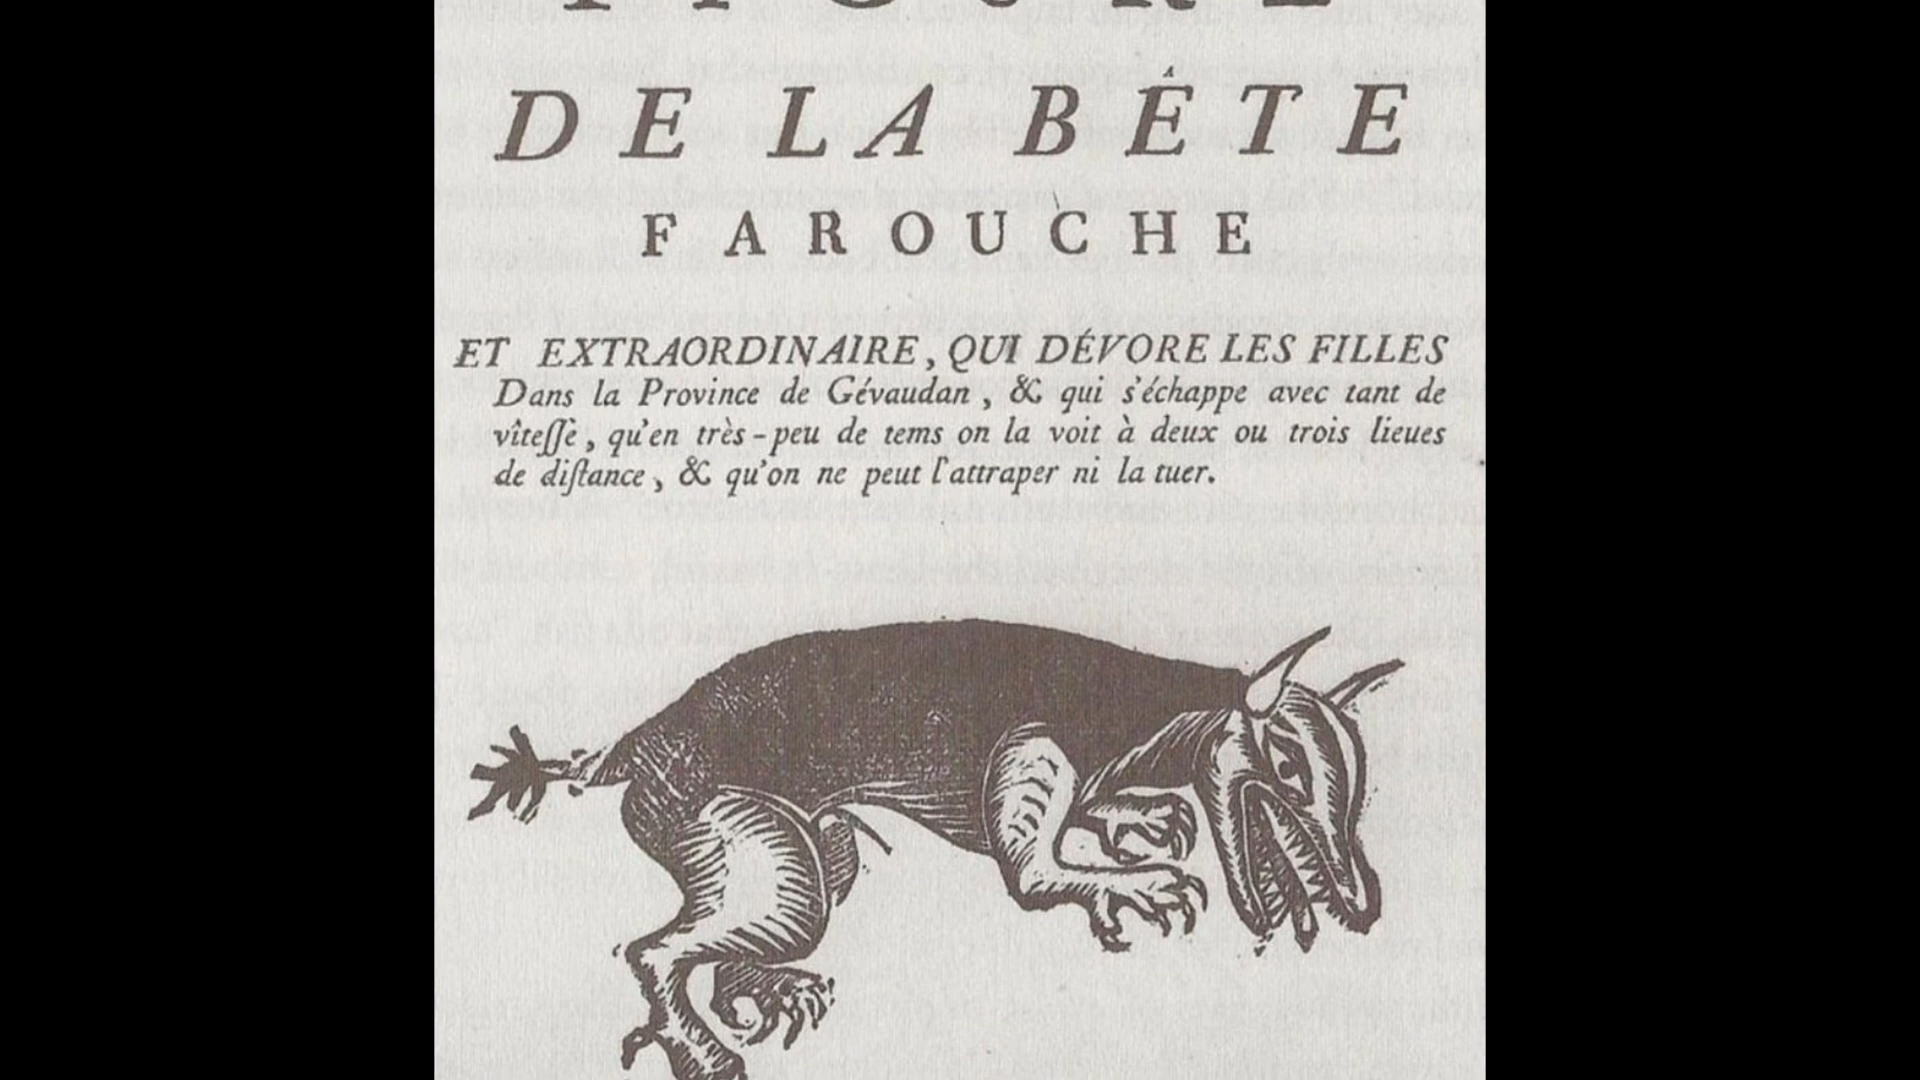 DE LA BÊTE
FAROUCHE
ET EXTRAORDINAIRE, QUI DÉVORE LES FILLES
Dans la Province de Gévaudan, & qui s'échappe avec tant de
vîteſſe, qu'en très-peu de tems on la voit à deux ou trois lieues
de diſtance, & qu'on ne peut l'attraper ni la tuer.